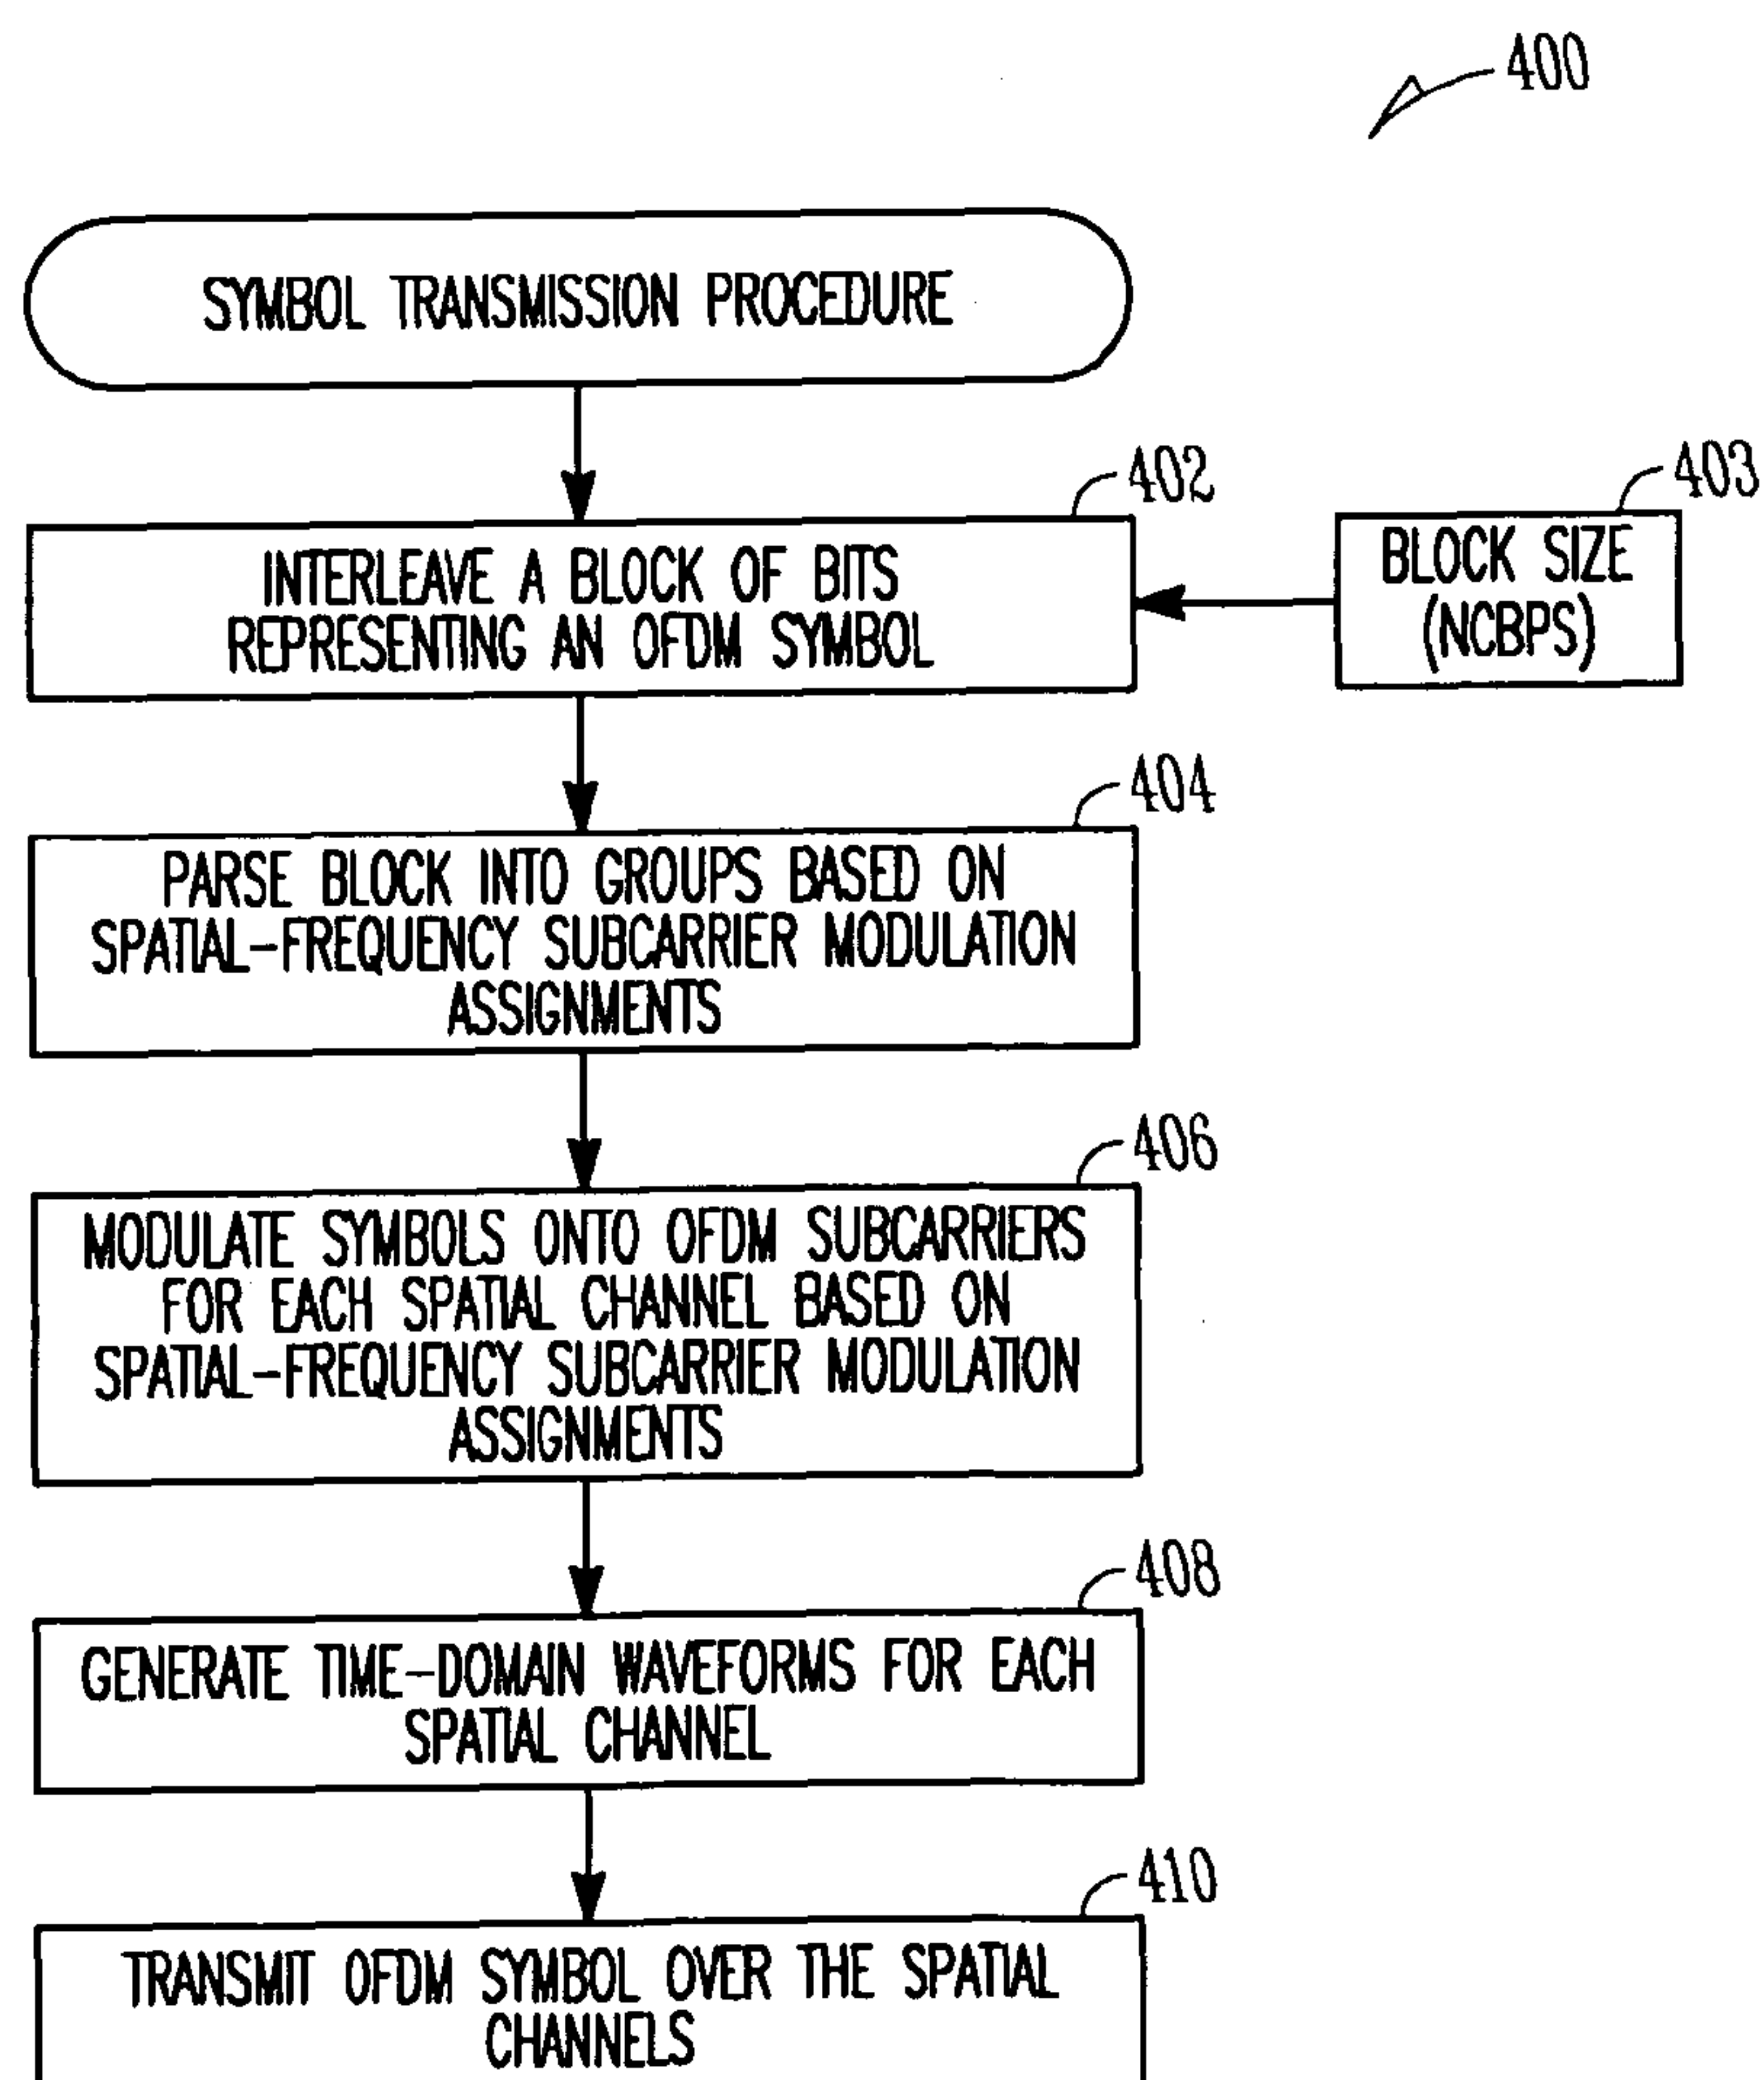 400
SYMBOL TRANSMISSION PROCEDURE
402
INTERLEAVE A BLOCK OF BITS
REPRESENTING AN OFDM SYMBOL
403
BLOCK SIZE
(NCBPS)
404
PARSE BLOCK INTO GROUPS BASED ON
SPATIAL-FREQUENCY SUBCARRIER MODULATION
ASSIGNMENTS
406
MODULATE SYMBOLS ONTO OFDM SUBCARRIERS
FOR EACH SPATIAL CHANNEL BASED ON
SPATIAL-FREQUENCY SUBCARRIER MODULATION
ASSIGNMENTS
408
GENERATE TIME-DOMAIN WAVEFORMS FOR EACH
SPATIAL CHANNEL
410
TRANSMIT OFDM SYMBOL OVER THE SPATIAL
CHANNELS